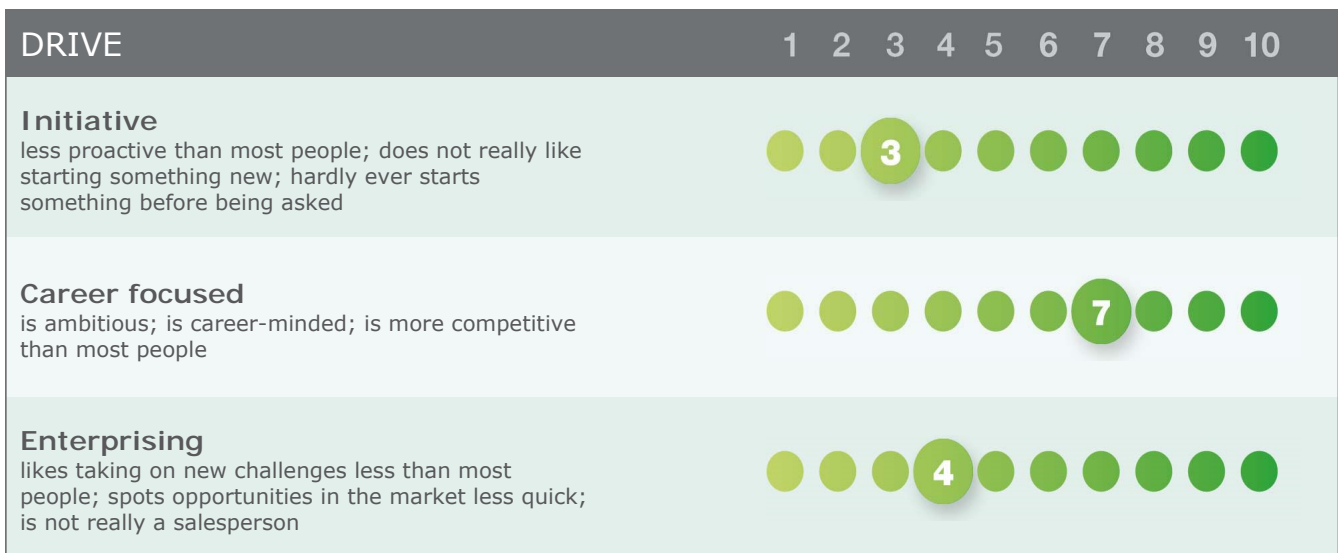 DRIVE 1 2 3 4 5 6 7 8 9 10
Initiative
less proactive than most people; does not really like
starting something new; hardly ever starts
something before being asked
3
Career focused
is ambitious; is career-minded; is more competitive
than most people
7
Enterprising
likes taking on new challenges less than most
people; spots opportunities in the market less quick;
is not really a salesperson
4